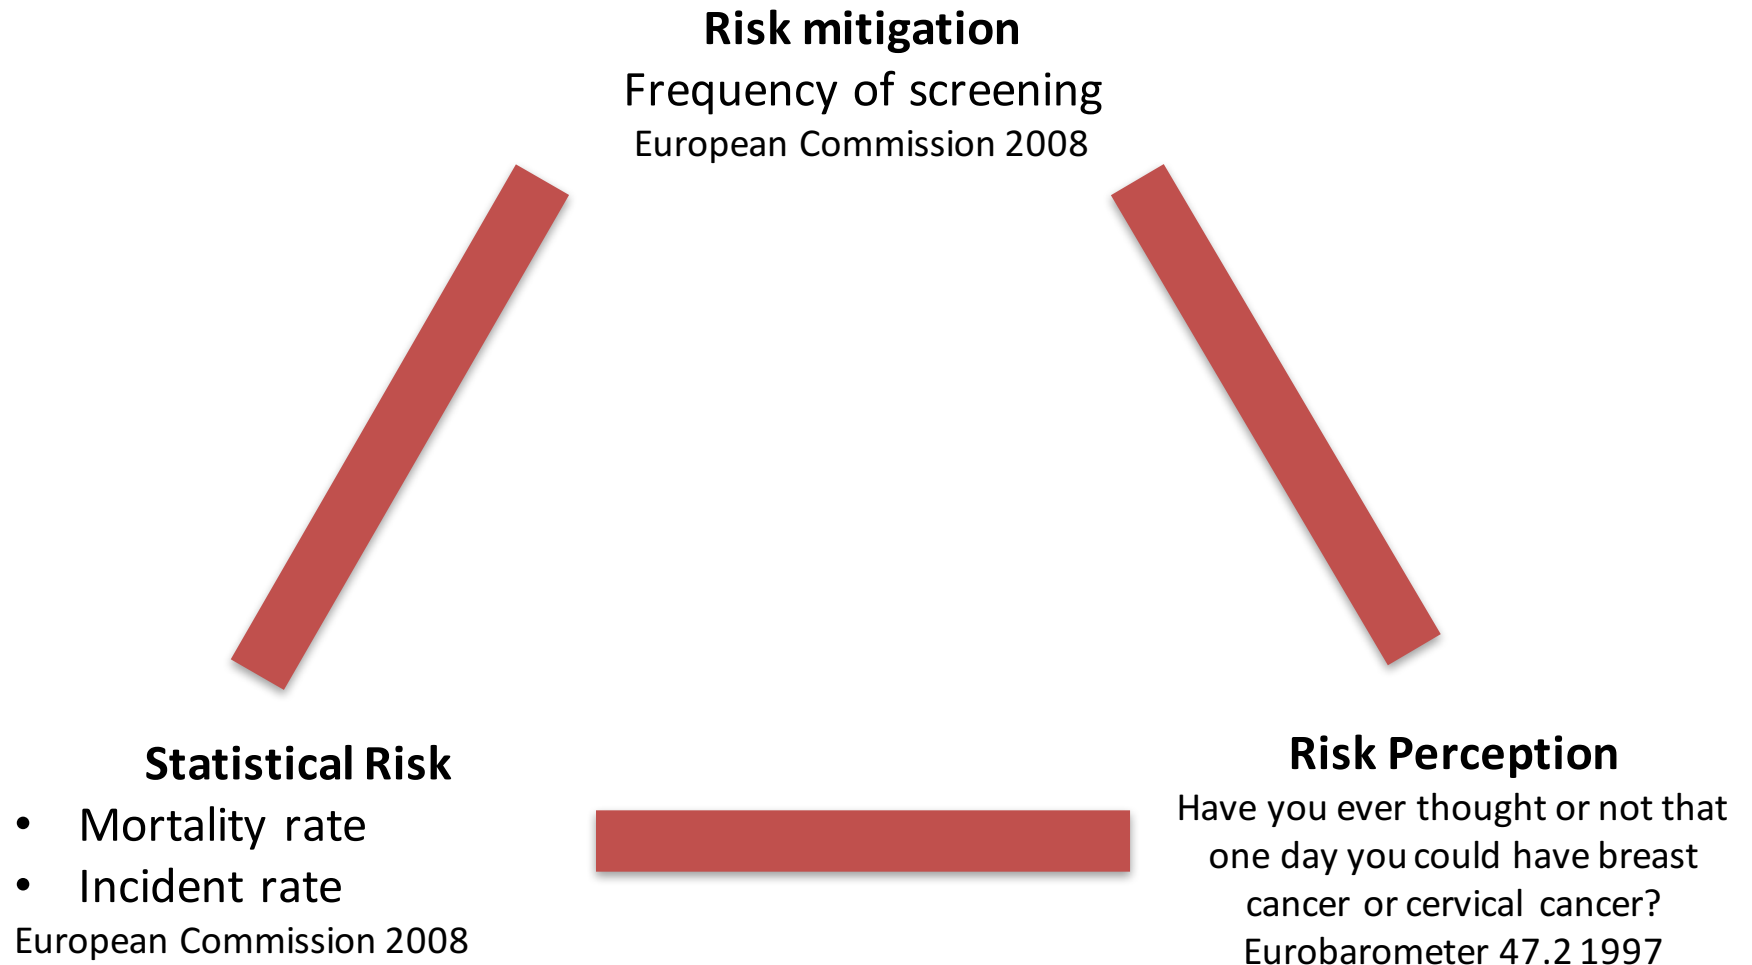 Risk mitigation
Frequency of screening
European Commission 2008
Statistical Risk
• Mortality rate
• Incident rate
European Commission 2008
Risk Perception
Have you ever thought or not that
one day you could have breast
cancer or cervical cancer?
Eurobarometer 47.2 1997